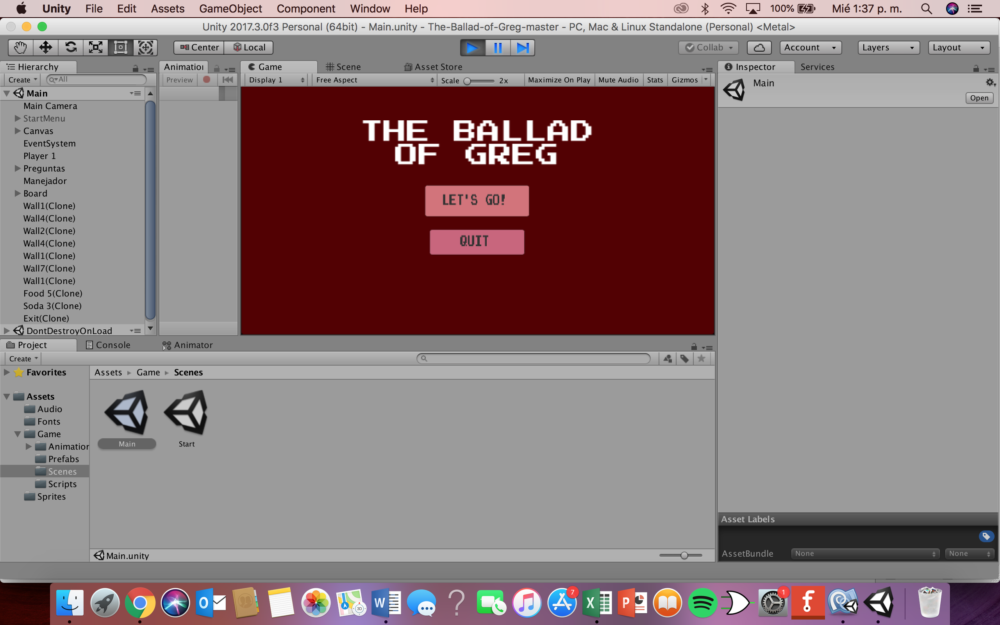 Unity File Edit Assets GameObject Component Window Help 100% Mié 1:37 p. m.
Unity 2017.3.0f3 Personal (64bit) - Main.unity - The-Ballad-of-Greg-master - PC, Mac & Linux Standalone (Personal) <Metal>
Center Local Collab Account Layers Layout
Hierarchy Animation Game Scene Asset Store Inspector Services
Create All Preview Display 1 Free Aspect Scale 2x Maximize On Play Mute Audio Stats Gizmos Main
Open
Main
Main Camera
StartMenu
Canvas
EventSystem
Player 1
Preguntas
Manejador
Board
Wall1(Clone)
Wall4(Clone)
Wall2(Clone)
Wall4(Clone)
Wall1(Clone)
Wall7(Clone)
Wall1(Clone)
Food 5(Clone)
Soda 3(Clone)
Exit(Clone)
DontDestroyOnLoad
THE BALLAD
OF GREG
LET'S GO!
QUIT
Project Console Animator
Create
Favorites
Assets
Audio
Fonts
Game
Animation
Prefabs
Scenes
Scripts
Sprites
Assets Game Scenes
Main Start
Main.unity
Asset Labels
AssetBundle None None
O W 3D ? 7 X P 1 f